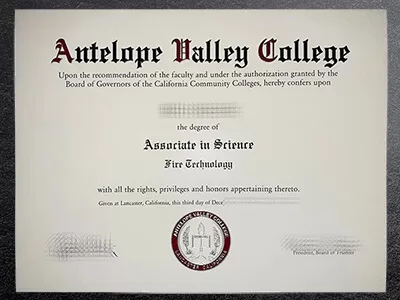 Antelope Valley College
Upon the recommendation of the faculty and under the authorization granted by the
Board of Governors of the California Community Colleges, hereby confers upon
the degree of
Associate in Science
Fire Technology
with all the rights, privileges and honors appertaining thereto.
Given at Lancaster, California, this third day of Dece
ANTELOPE VALLEY COLLEGE
LANCASTER, CALIFORNIA
President, Board of Trustees